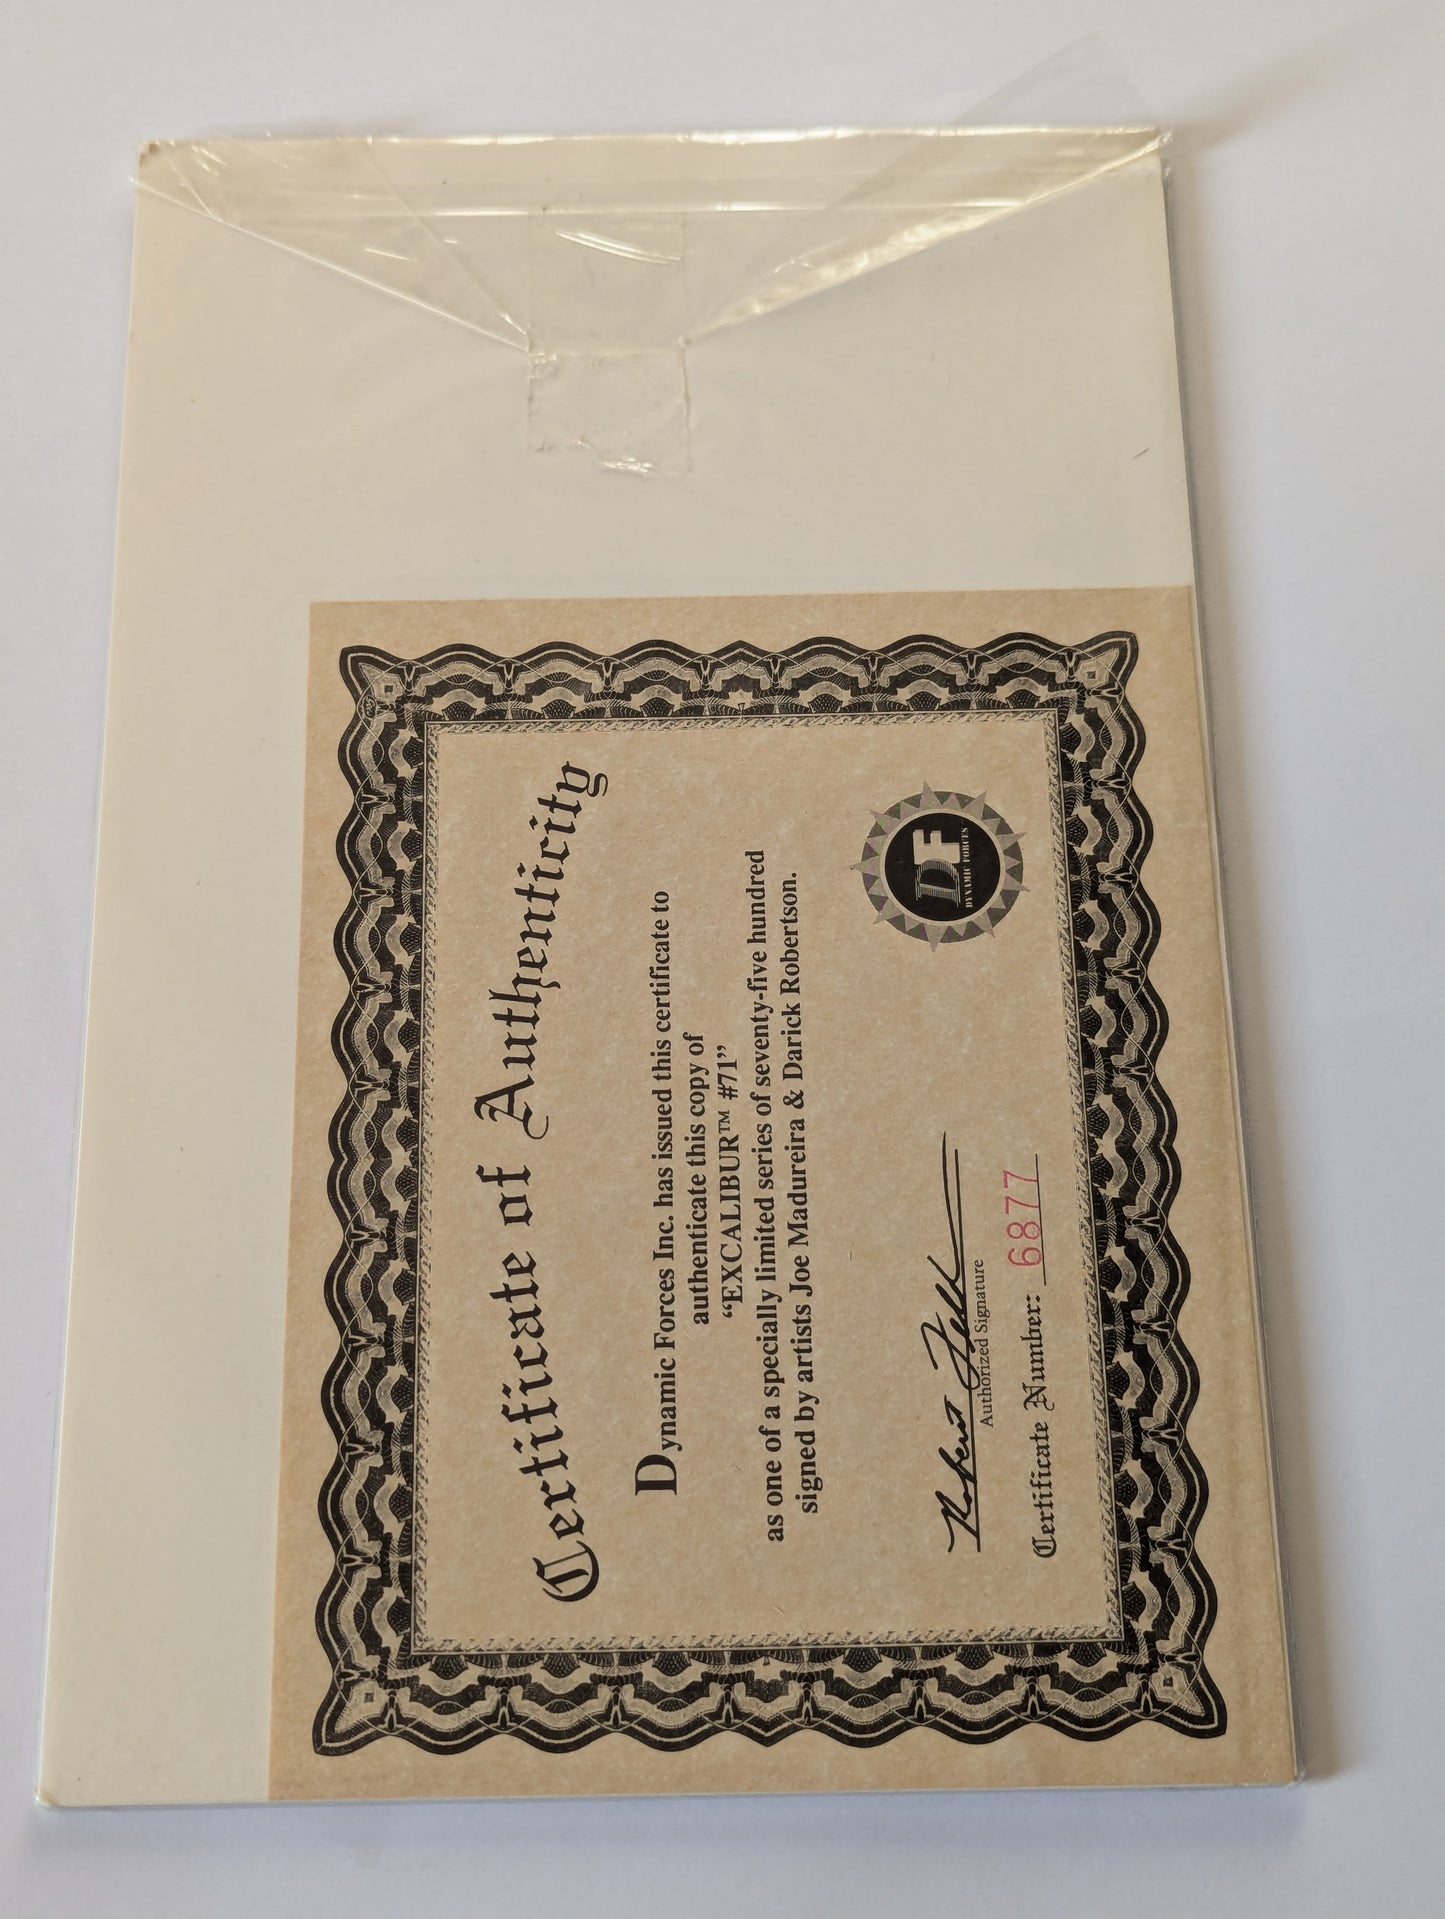 Certificate of Authenticity
Dynamic Forces Inc. has issued this certificate to
authenticate this copy of
“EXCALIBUR™ #71”
as one of a specially limited series of seventy-five hundred
signed by artists Joe Madureira & Darick Robertson.
DF
DYNAMIC FORCES
Authorized Signature
Certificate Number: 6877